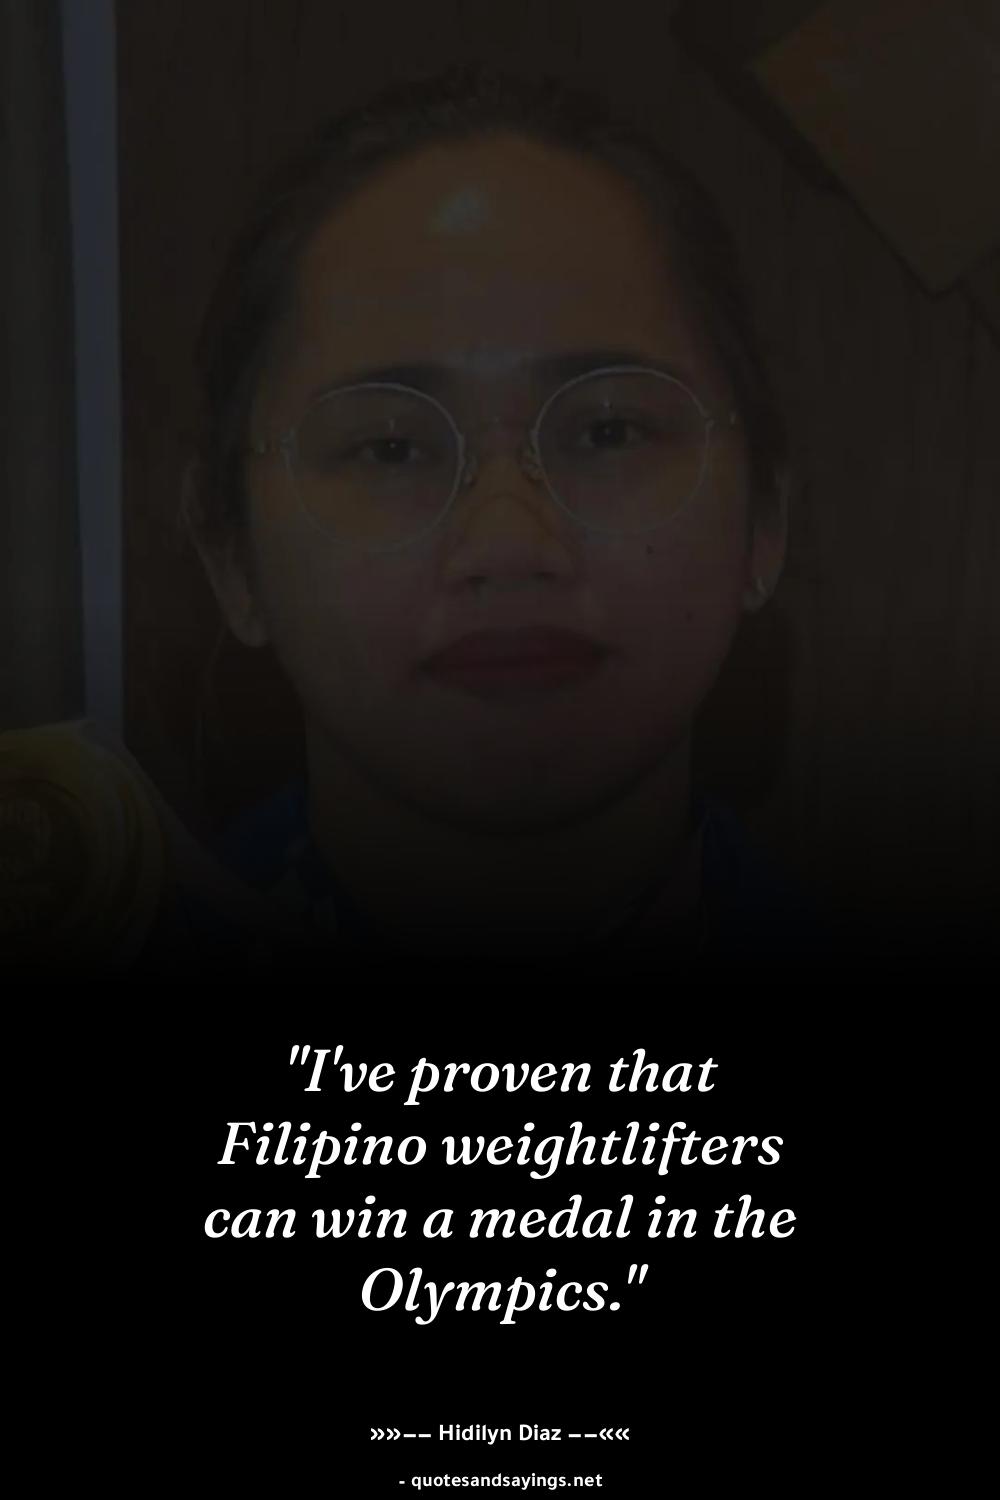 "I've proven that
Filipino weightlifters
can win a medal in the
Olympics."
»»–– Hidilyn Diaz ––««
- quotesandsayings.net